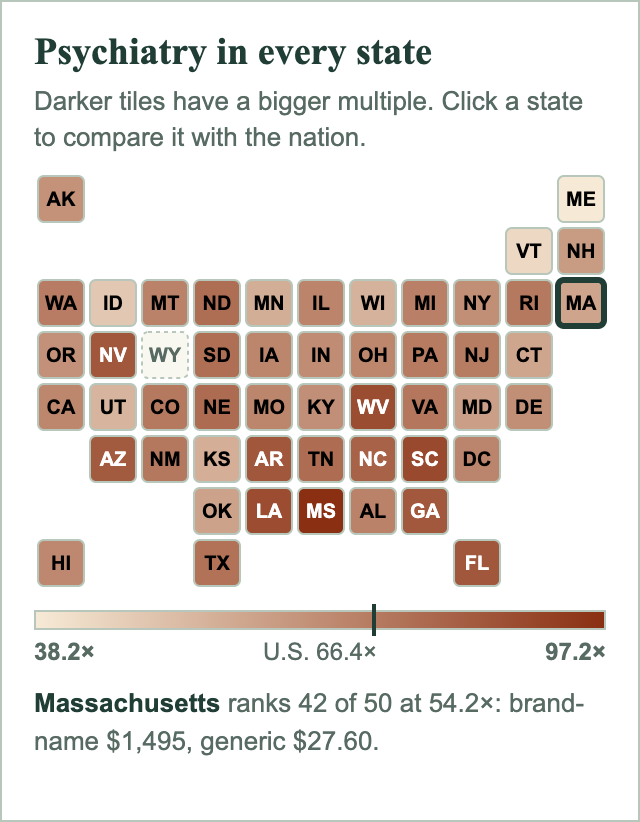 Psychiatry in every state
Darker tiles have a bigger multiple. Click a state
to compare it with the nation.
AK ME
VT NH
WA ID MT ND MN IL WI MI NY RI MA
OR NV WY SD IA IN OH PA NJ CT
CA UT CO NE MO KY WV VA MD DE
AZ NM KS AR TN NC SC DC
OK LA MS AL GA
HI TX FL
38.2× U.S. 66.4× 97.2×
Massachusetts ranks 42 of 50 at 54.2×: brand-
name $1,495, generic $27.60.